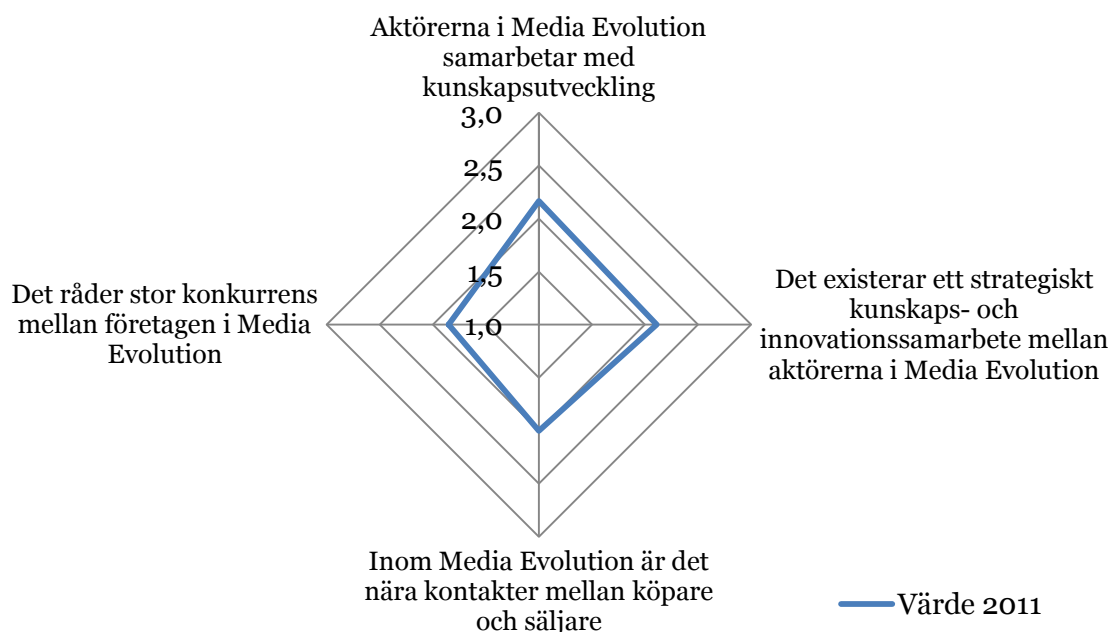 Aktörerna i Media Evolution
samarbetar med
kunskapsutveckling
3,0
2,5
2,0
1,5
1,0
Det råder stor konkurrens
mellan företagen i Media
Evolution
Det existerar ett strategiskt
kunskaps- och
innovationssamarbete mellan
aktörerna i Media Evolution
Inom Media Evolution är det
nära kontakter mellan köpare
och säljare
Värde 2011